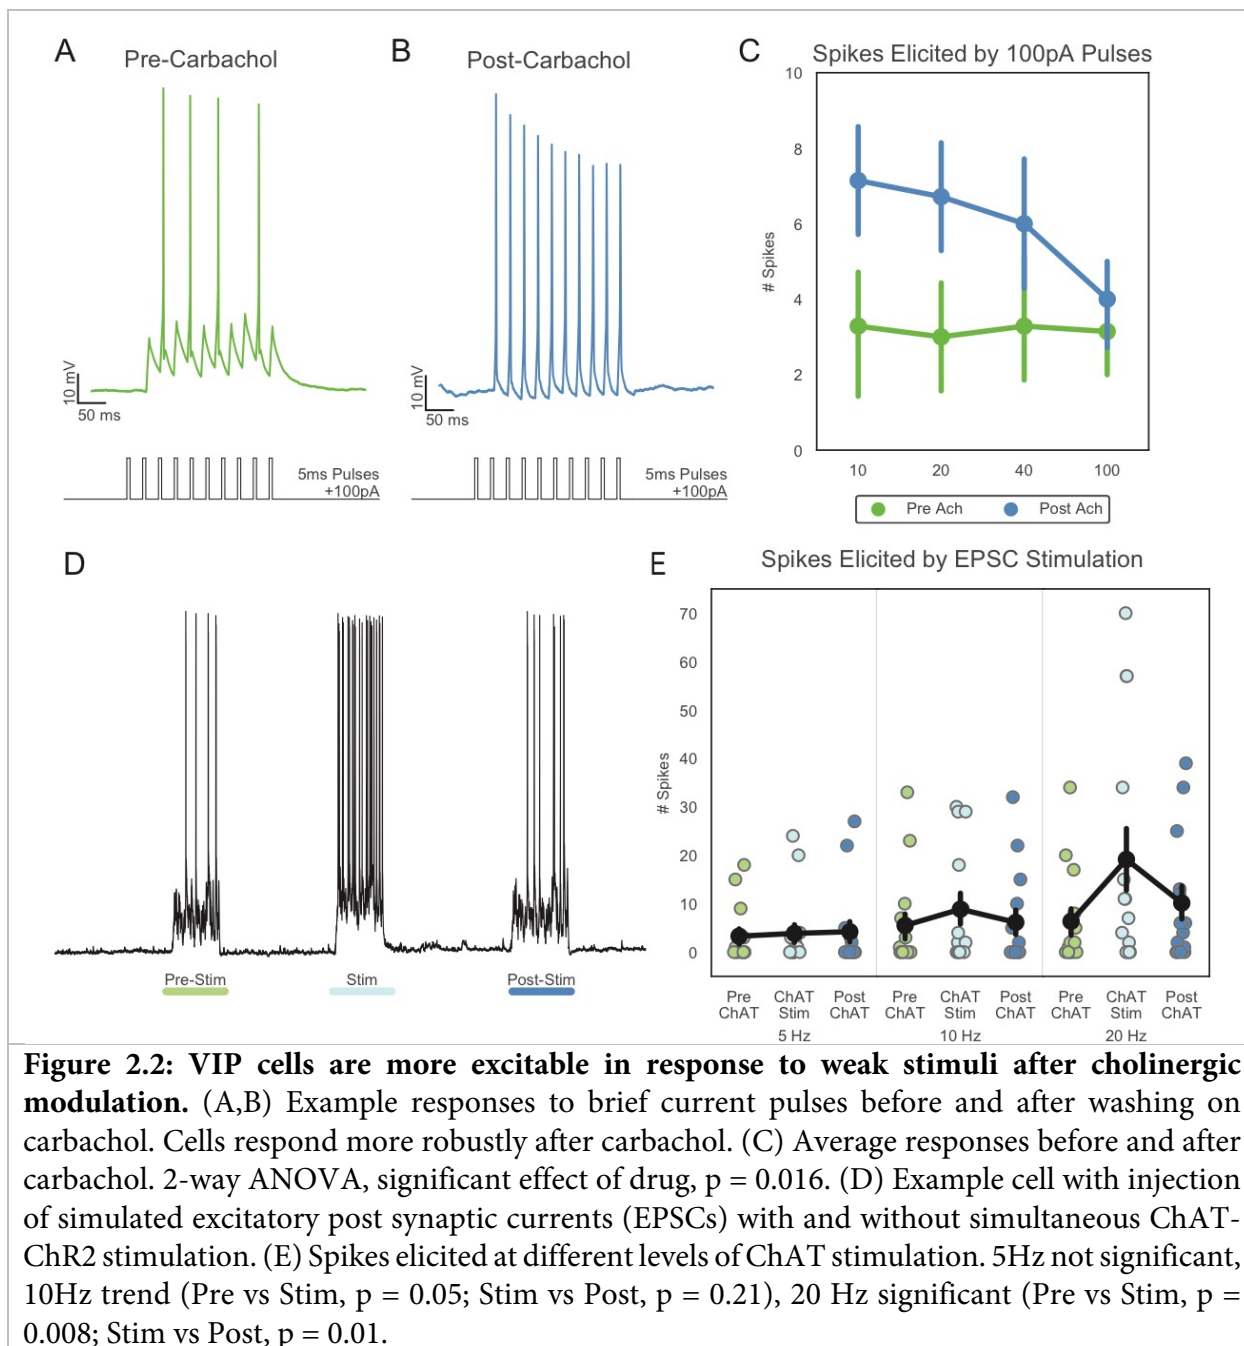 A
Pre-Carbachol
10 mV
50 ms
5ms Pulses
+100pA
B
Post-Carbachol
10 mV
50 ms
5ms Pulses
+100pA
C
Spikes Elicited by 100pA Pulses
# Spikes
10
8
6
4
2
0
10 20 40 100
Pre Ach Post Ach
D
Pre-Stim Stim Post-Stim
E
Spikes Elicited by EPSC Stimulation
# Spikes
70
60
50
40
30
20
10
0
Pre ChAT Post Pre ChAT Post Pre ChAT Post
ChAT Stim ChAT ChAT Stim ChAT ChAT Stim ChAT
5 Hz 10 Hz 20 Hz
Figure 2.2: VIP cells are more excitable in response to weak stimuli after cholinergic
modulation. (A,B) Example responses to brief current pulses before and after washing on
carbachol. Cells respond more robustly after carbachol. (C) Average responses before and after
carbachol. 2-way ANOVA, significant effect of drug, p = 0.016. (D) Example cell with injection
of simulated excitatory post synaptic currents (EPSCs) with and without simultaneous ChAT-
ChR2 stimulation. (E) Spikes elicited at different levels of ChAT stimulation. 5Hz not significant,
10Hz trend (Pre vs Stim, p = 0.05; Stim vs Post, p = 0.21), 20 Hz significant (Pre vs Stim, p =
0.008; Stim vs Post, p = 0.01.